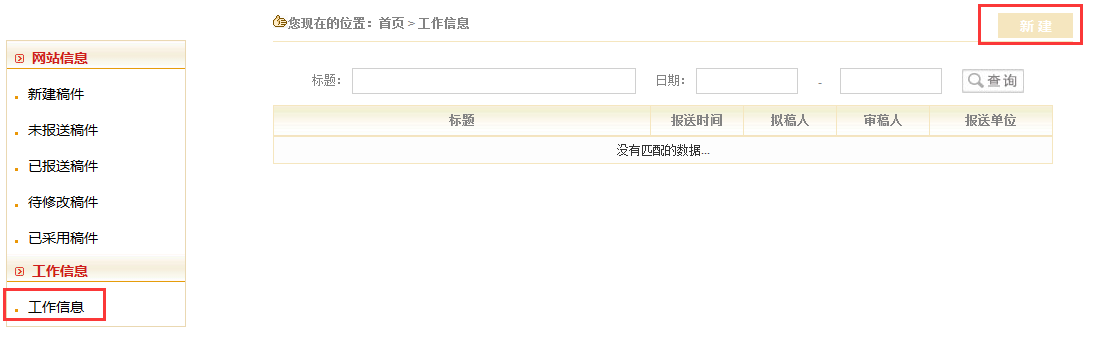 您现在的位置：首页 > 工作信息
新 建
网站信息
新建稿件
未报送稿件
已报送稿件
待修改稿件
已采用稿件
工作信息
工作信息
标题： 日期： - 查询
标题 报送时间 拟稿人 审稿人 报送单位
没有匹配的数据...